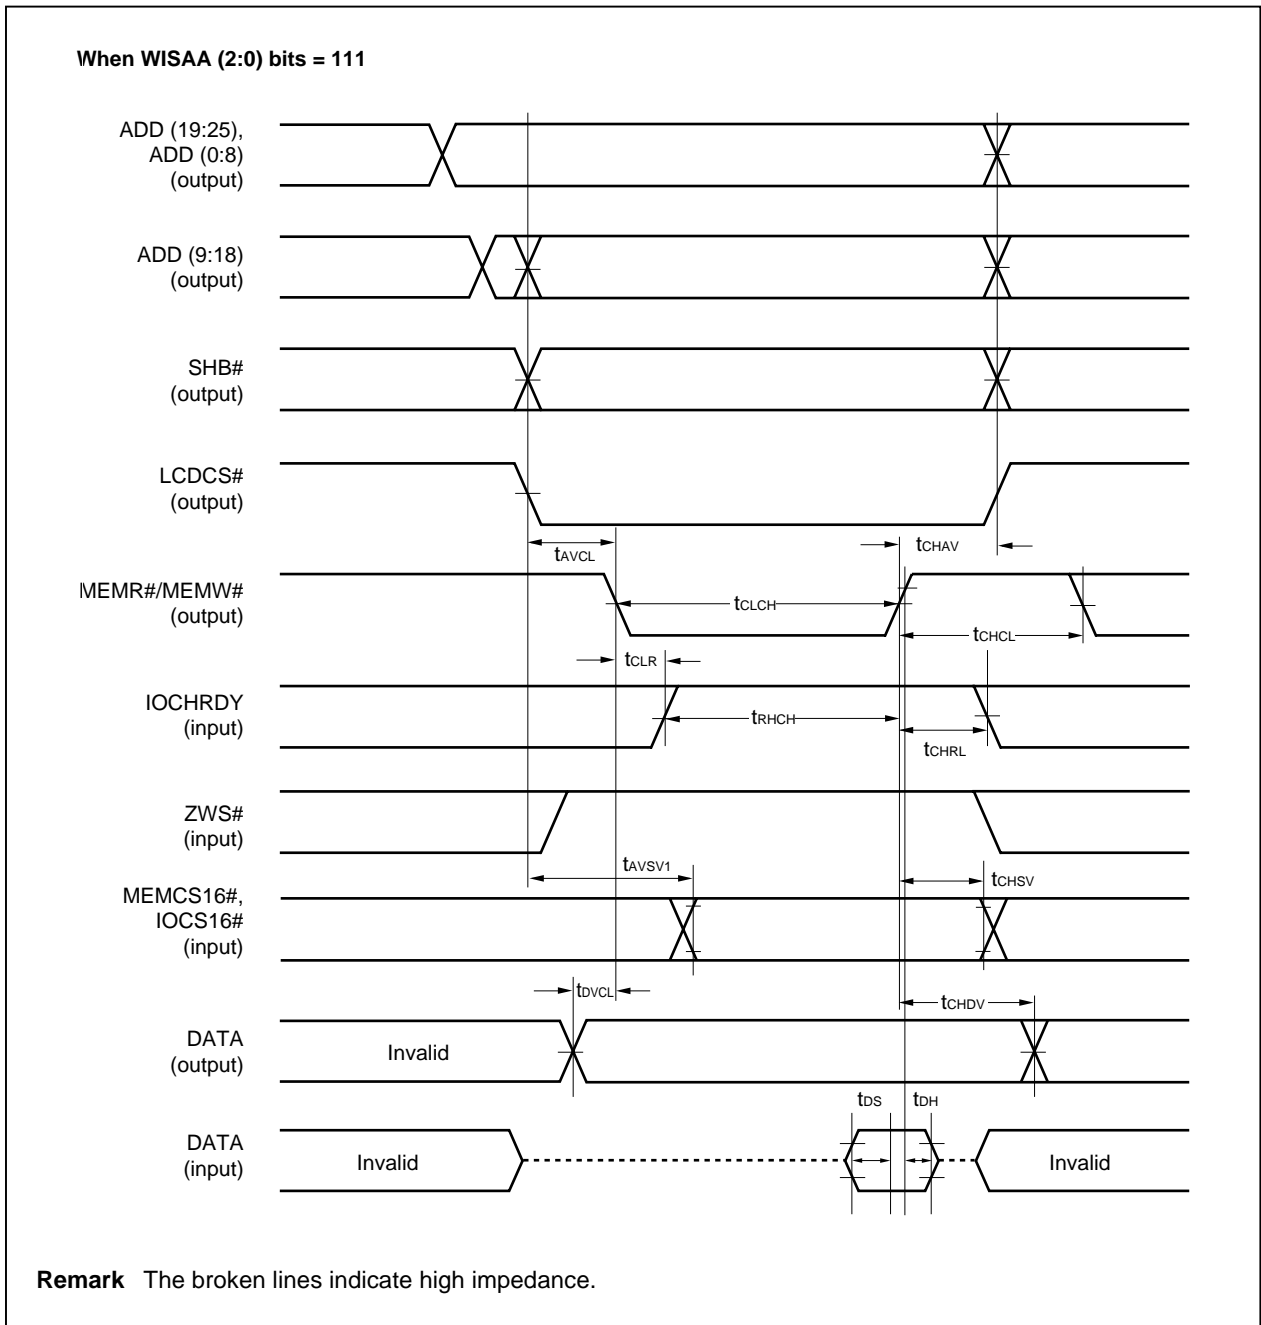 When WISAA (2:0) bits = 111
ADD (19:25),
ADD (0:8)
(output)
ADD (9:18)
(output)
SHB#
(output)
LCDCS#
(output)
tAVCL
tCHAV
MEMR#/MEMW#
(output)
tCLCH
tCHCL
tCLR
IOCHRDY
(input)
tRHCH
tCHRL
ZWS#
(input)
tAVSV1
tCHSV
MEMCS16#,
IOCS16#
(input)
tDVCL
tCHDV
DATA
(output)
Invalid
tDS
tDH
DATA
(input)
Invalid
Invalid
Remark The broken lines indicate high impedance.